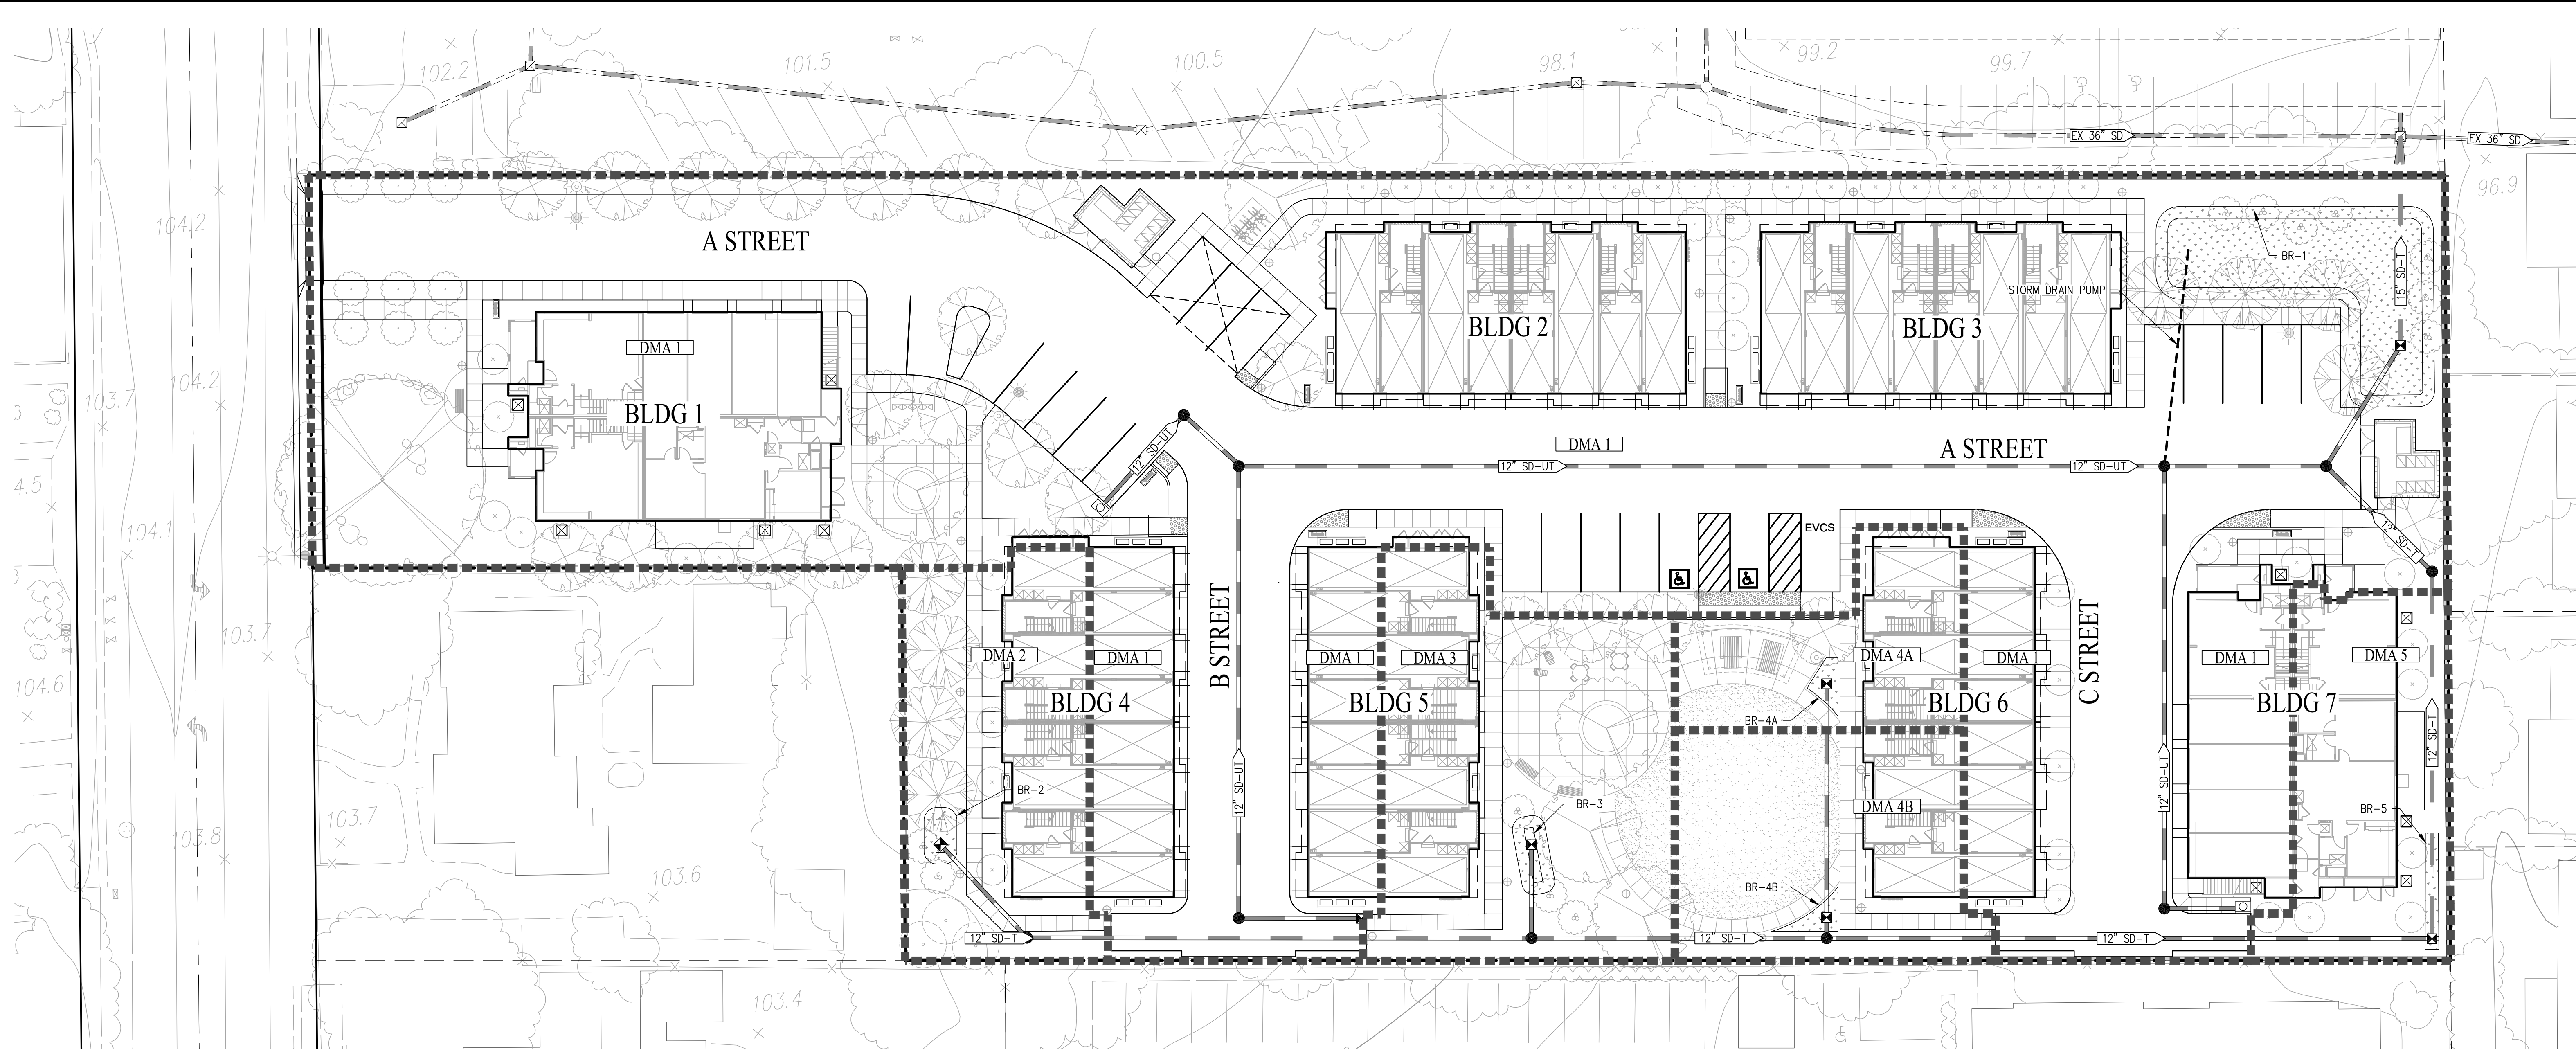 102.2
101.5
100.5
98.1
99.2
99.7
EX 36" SD
EX 36" SD
96.9
104.2
A STREET
BR-1
15" SD-T
STORM DRAIN PUMP
BLDG 2
BLDG 3
DMA 1
BLDG 1
104.2
103.7
3
12" SD-UT
DMA 1
A STREET
12" SD-UT
12" SD-UT
4.5
104.1
12" SD-T
EVCS
103.7
B STREET
C STREET
DMA 2
DMA 1
DMA 1
DMA 3
DMA 4A
DMA 1
DMA 1
DMA 5
104.6
BLDG 4
BLDG 5
BLDG 6
BLDG 7
BR-4A
12" SD-T
12" SD-UT
12" SD-UT
BR-2
BR-3
DMA 4B
BR-5
103.7
103.8
103.6
BR-4B
12" SD-T
12" SD-T
12" SD-T
103.4